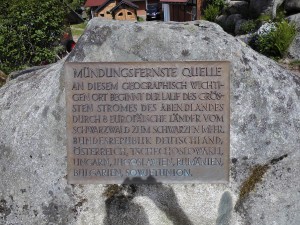 MÜNDUNGSFERNSTE QUELLE
AN DIESEM GEOGRAPHISCH WICHTI-
GEN ORT BEGINNT DER LAUF DES GRÖS-
STEN STROMES DES ABENDLANDES
DURCH 8 EUROPÄISCHE LÄNDER VOM
SCHWARZWALD ZUM SCHWARZEN MEER.
BUNDESREPUBLIK DEUTSCHLAND,
ÖSTERREICH, TSCHECHOSLOWAKEI,
UNGARN, JUGOSLAWIEN, RUMÄNIEN,
BULGARIEN, SOWJETUNION.